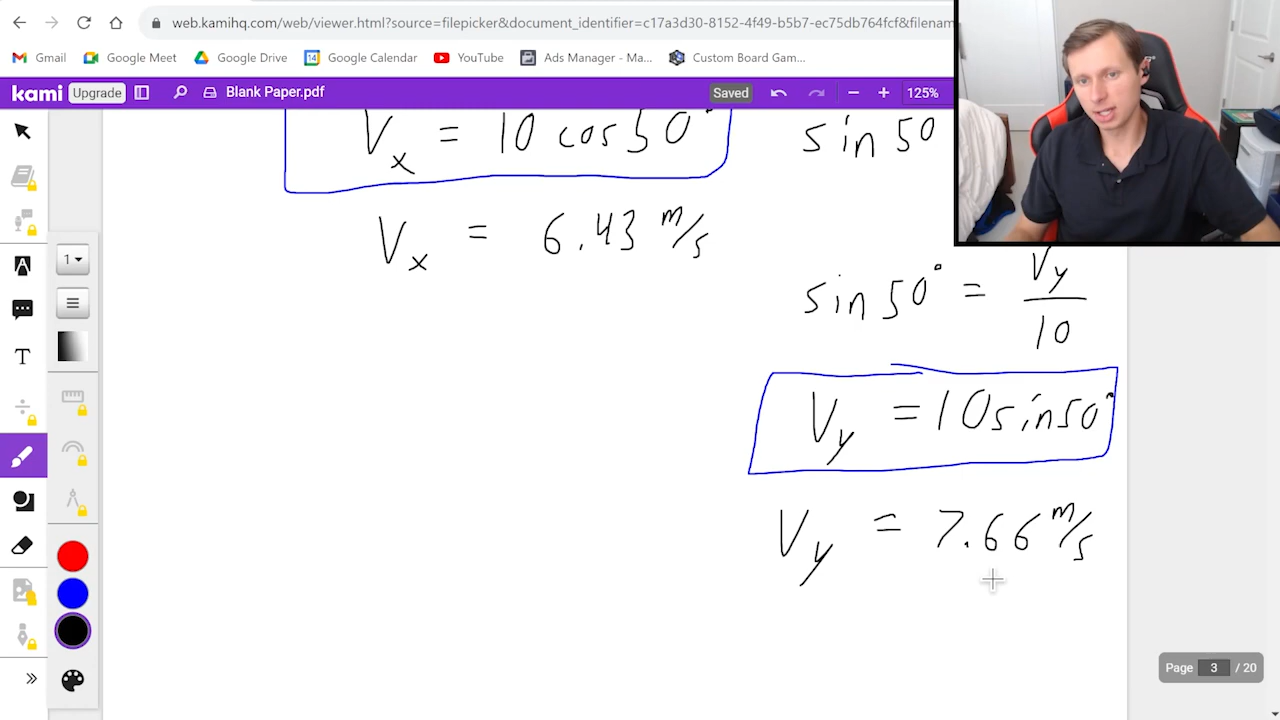 web.kamihq.com/web/viewer.html?source=filepicker&document_identifier=c17a3d30-8152-4f49-b5b7-ec75db764fcf&filenam
Gmail Google Meet Google Drive Google Calendar YouTube Ads Manager - Ma... Custom Board Gam...
14
kami Upgrade Blank Paper.pdf Saved 125%
Vx = 10 cos 50°
sin 50
Vx = 6.43 m/s
1
T
sin 50° = Vy/10
Vy = 10 sin 50°
Vy = 7.66 m/s
Page 3 / 20